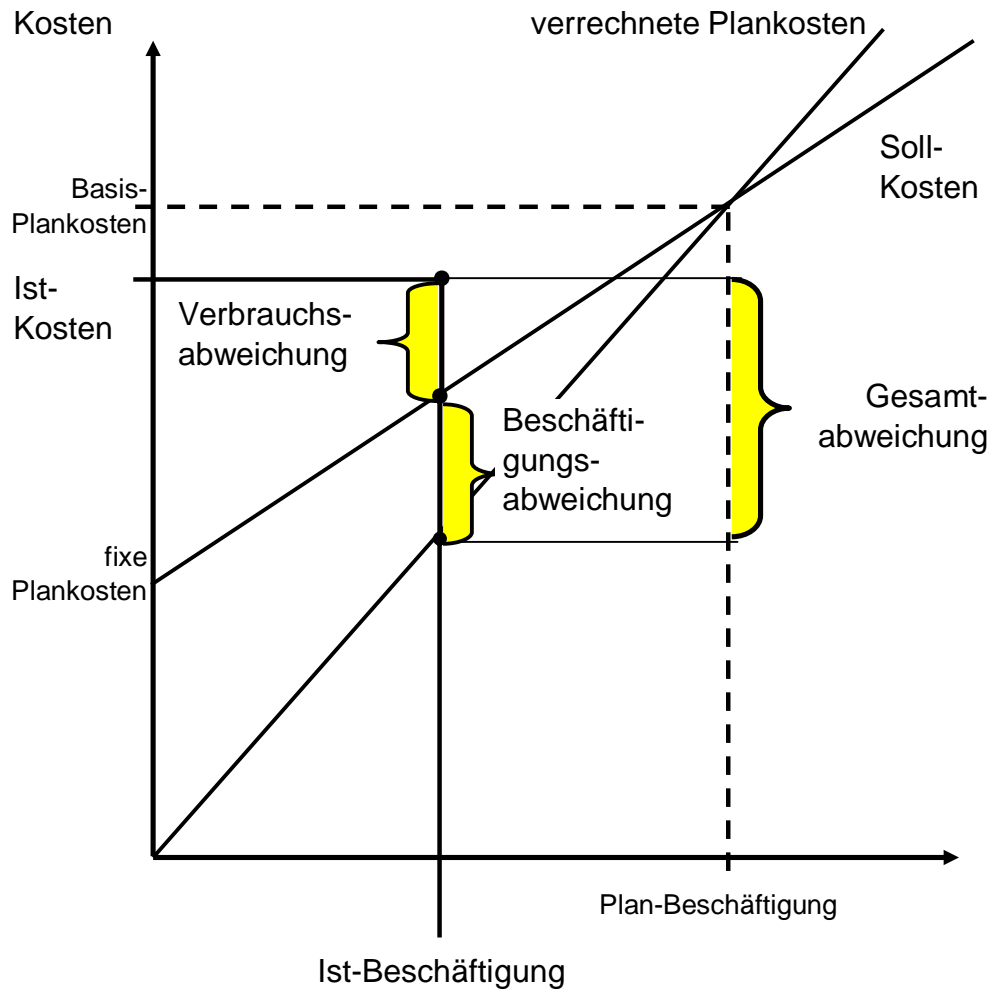 Kosten
verrechnete Plankosten
Soll-
Kosten
Basis-
Plankosten
Ist-
Kosten
Verbrauchs-
abweichung
Gesamt-
abweichung
Beschäfti-
gungs-
abweichung
fixe
Plankosten
Plan-Beschäftigung
Ist-Beschäftigung